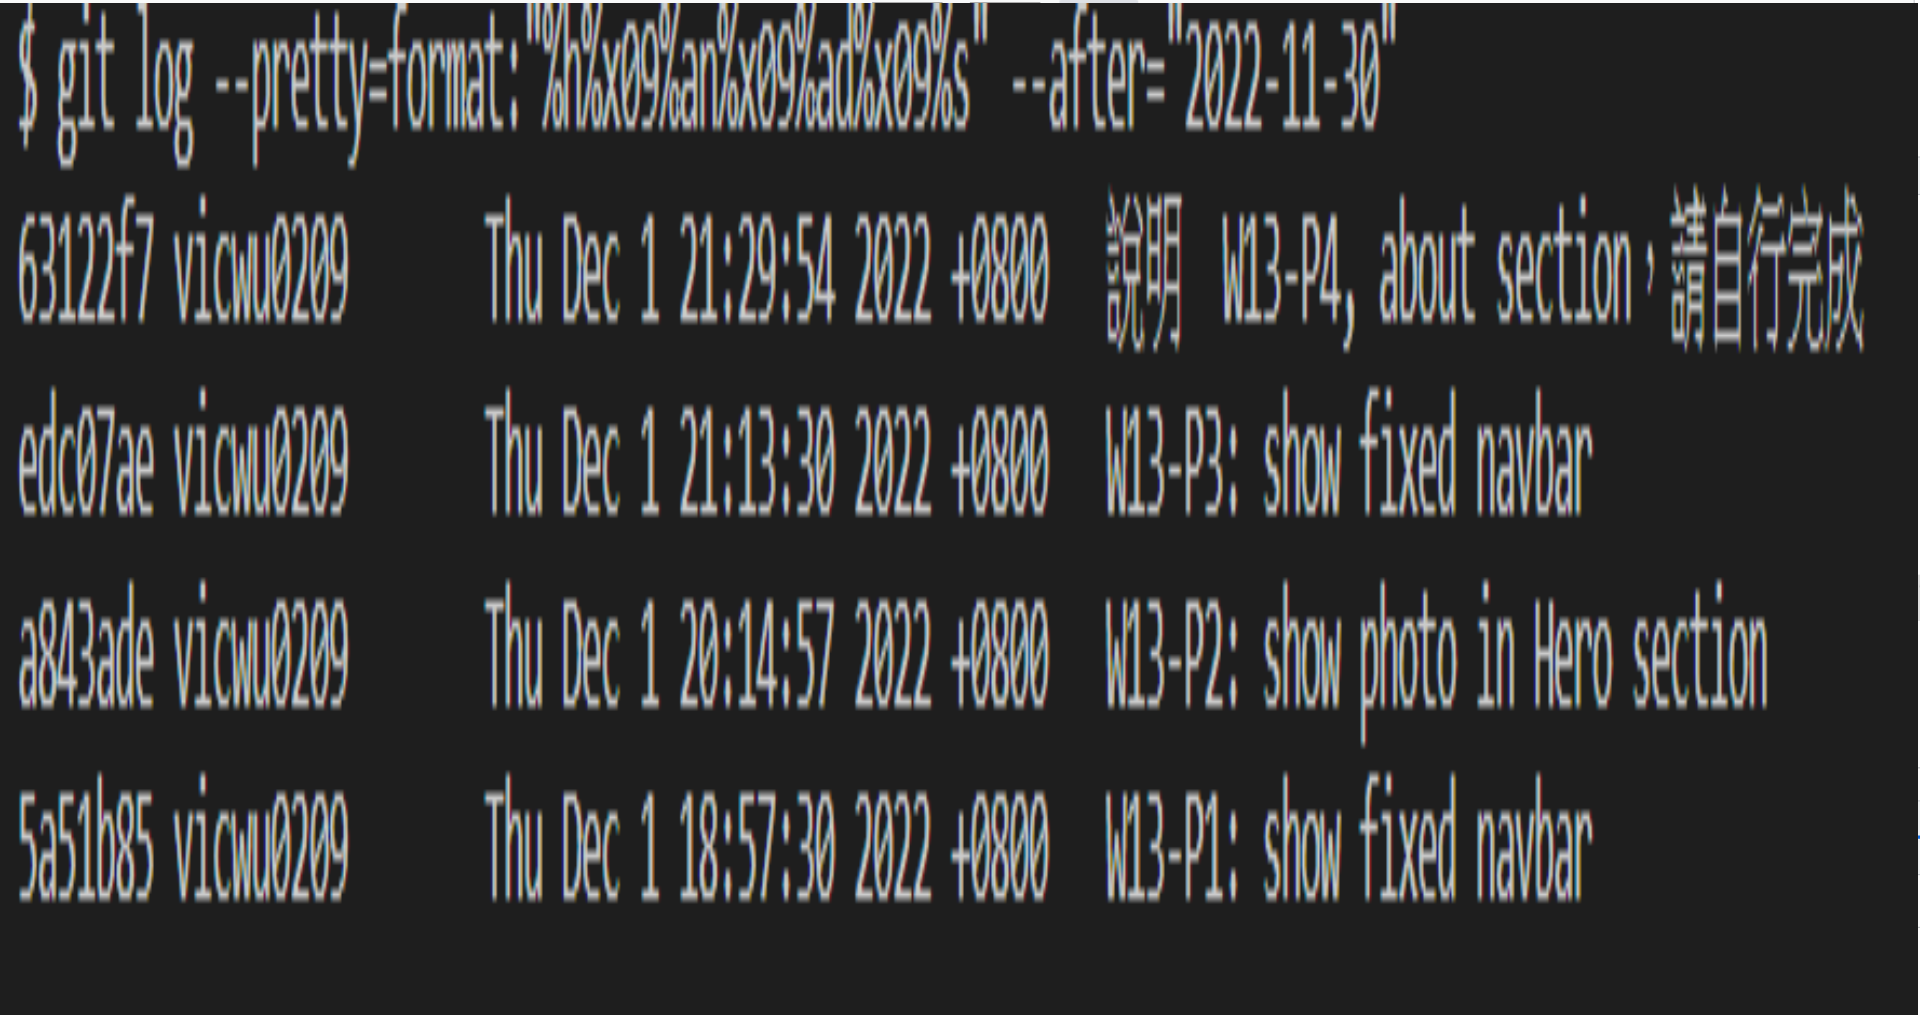 $ git log --pretty=format:"%h%x09%an%x09%ad%x09%s" --after="2022-11-30"
63122f7 vicwu0209 Thu Dec 1 21:29:54 2022 +0800 說明 W13-P4, about section，請自行完成
edc07ae vicwu0209 Thu Dec 1 21:13:30 2022 +0800 W13-P3: show fixed navbar
a843ade vicwu0209 Thu Dec 1 20:14:57 2022 +0800 W13-P2: show photo in Hero section
5a51b85 vicwu0209 Thu Dec 1 18:57:30 2022 +0800 W13-P1: show fixed navbar